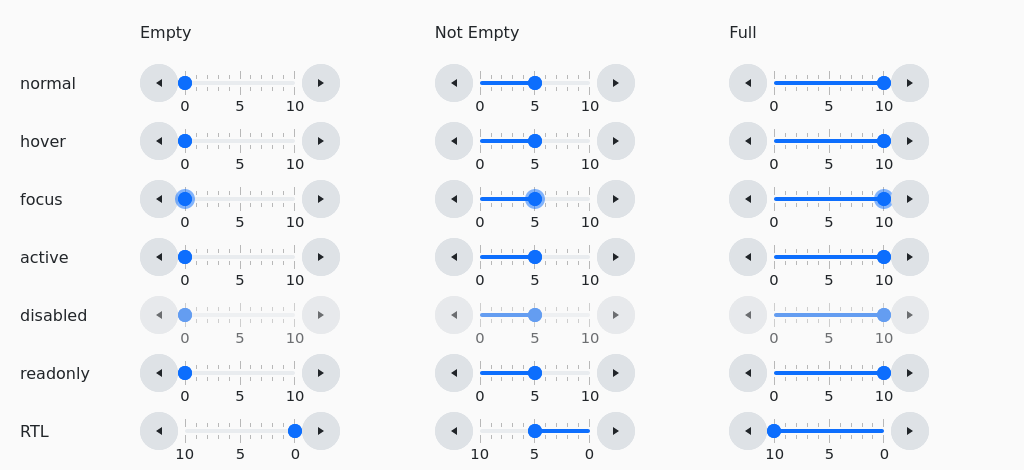 Empty Not Empty Full
normal
0 5 10 0 5 10 0 5 10
hover
0 5 10 0 5 10 0 5 10
focus
0 5 10 0 5 10 0 5 10
active
0 5 10 0 5 10 0 5 10
disabled
0 5 10 0 5 10 0 5 10
readonly
0 5 10 0 5 10 0 5 10
RTL
10 5 0 10 5 0 10 5 0